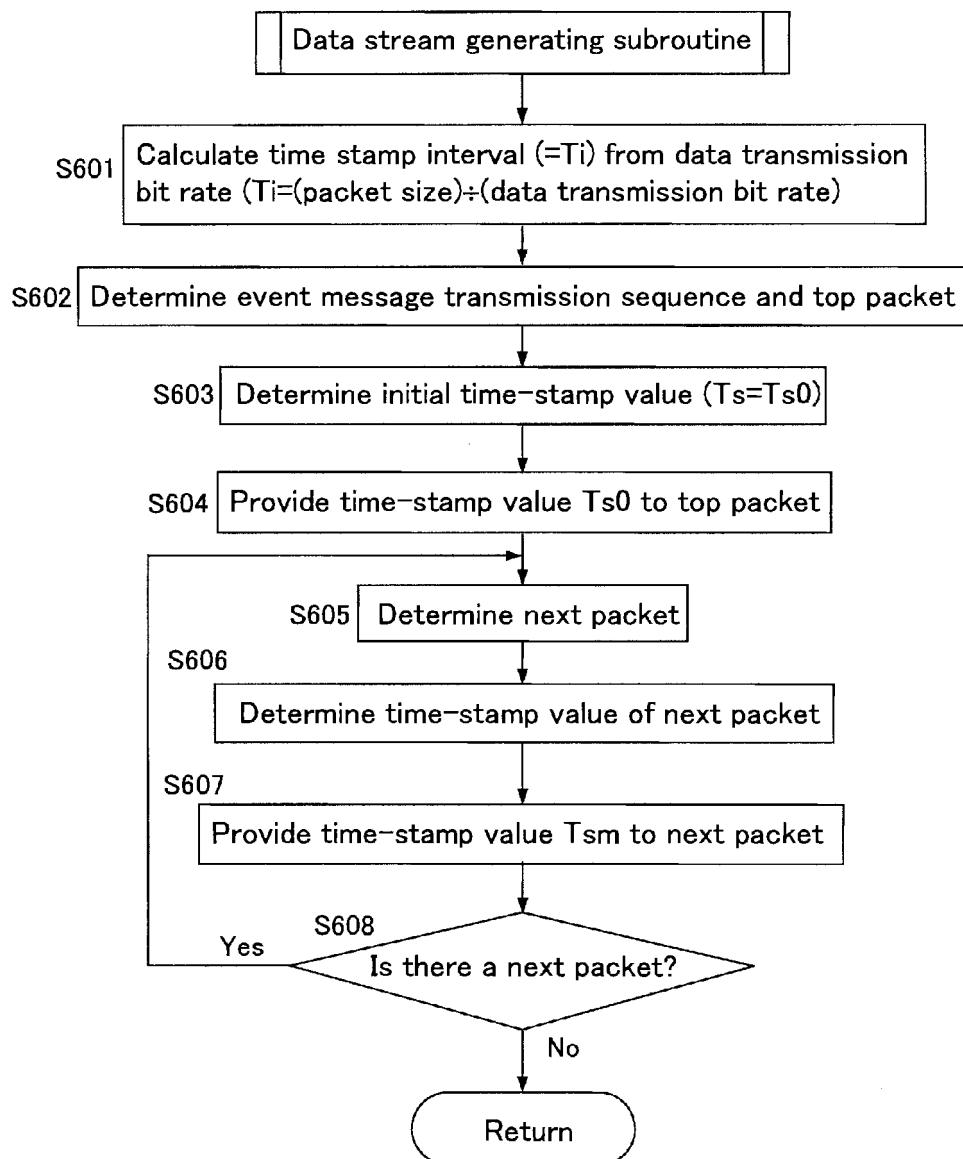 Data stream generating subroutine
S601
Calculate time stamp interval (=Ti) from data transmission
bit rate (Ti=(packet size)÷(data transmission bit rate)
S602
Determine event message transmission sequence and top packet
S603
Determine initial time-stamp value (Ts=Ts0)
S604
Provide time-stamp value Ts0 to top packet
S605
Determine next packet
S606
Determine time-stamp value of next packet
S607
Provide time-stamp value Tsm to next packet
S608
Yes
Is there a next packet?
No
Return